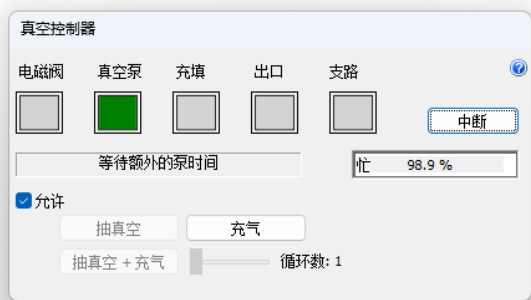 真空控制器
电磁阀 真空泵 充填 出口 支路
?
中断
等待额外的泵时间 忙 98.9 %
允许
抽真空 充气
抽真空 + 充气 循环数: 1